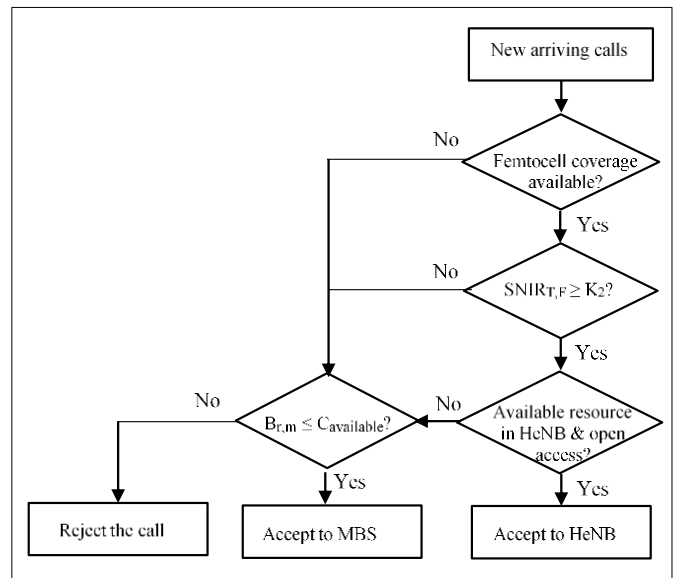 New arriving calls
No
Femtocell coverage
available?
Yes
No
SNIRT,F ≥ K2?
Yes
No
Br,m ≤ Cavailable?
No
Available resource
in HeNB & open
access?
Yes
Yes
Reject the call
Accept to MBS
Accept to HeNB